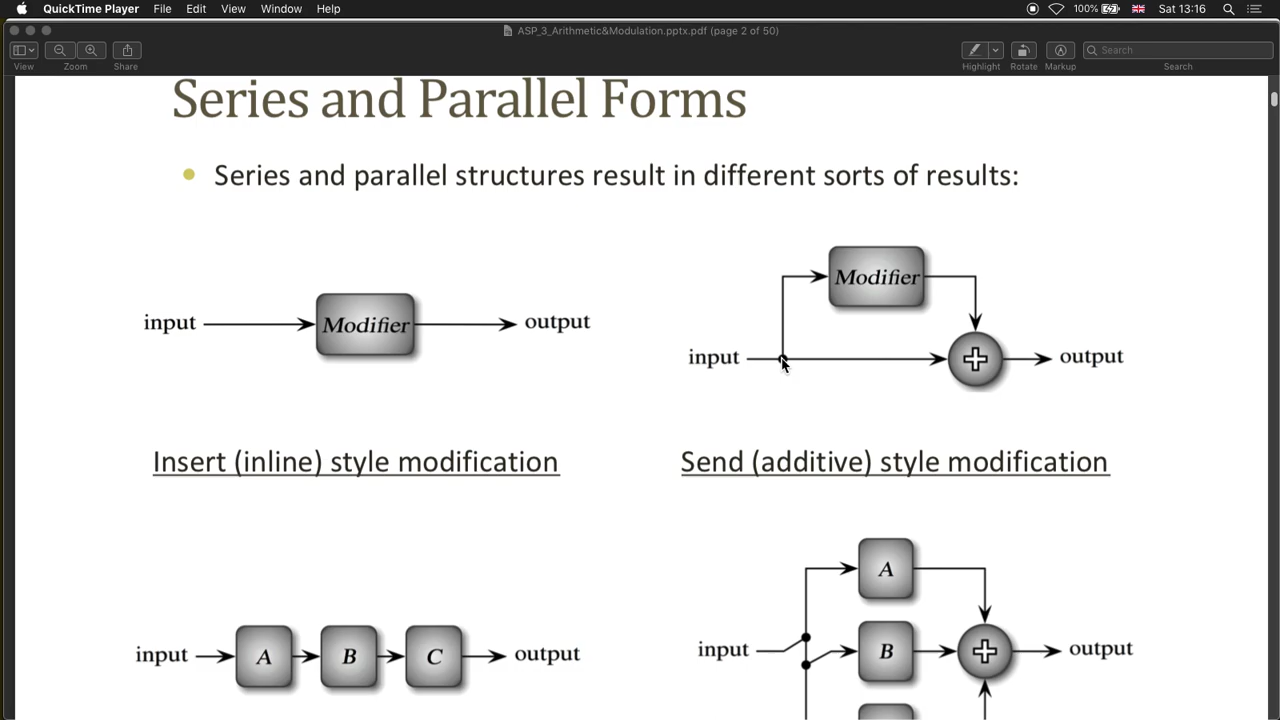 QuickTime Player File Edit View Window Help 100% Sat 13:16
ASP_3_Arithmetic&Modulation.pptx.pdf (page 2 of 50)
View Zoom Share Highlight Rotate Markup Search
Search
Series and Parallel Forms
Series and parallel structures result in different sorts of results:
input Modifier output
Modifier
input output
Insert (inline) style modification
Send (additive) style modification
input A B C output
A
input B output